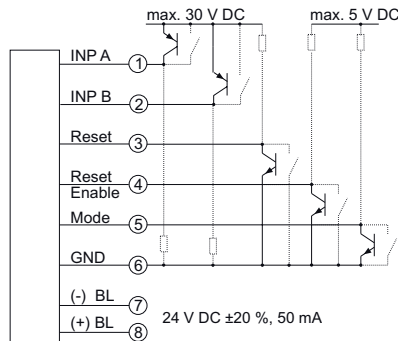 max. 30 V DC
max. 5 V DC
INP A
1
INP B
2
Reset
3
Reset
Enable
4
Mode
5
GND
6
(-) BL
7
24 V DC ±20 %, 50 mA
(+) BL
8